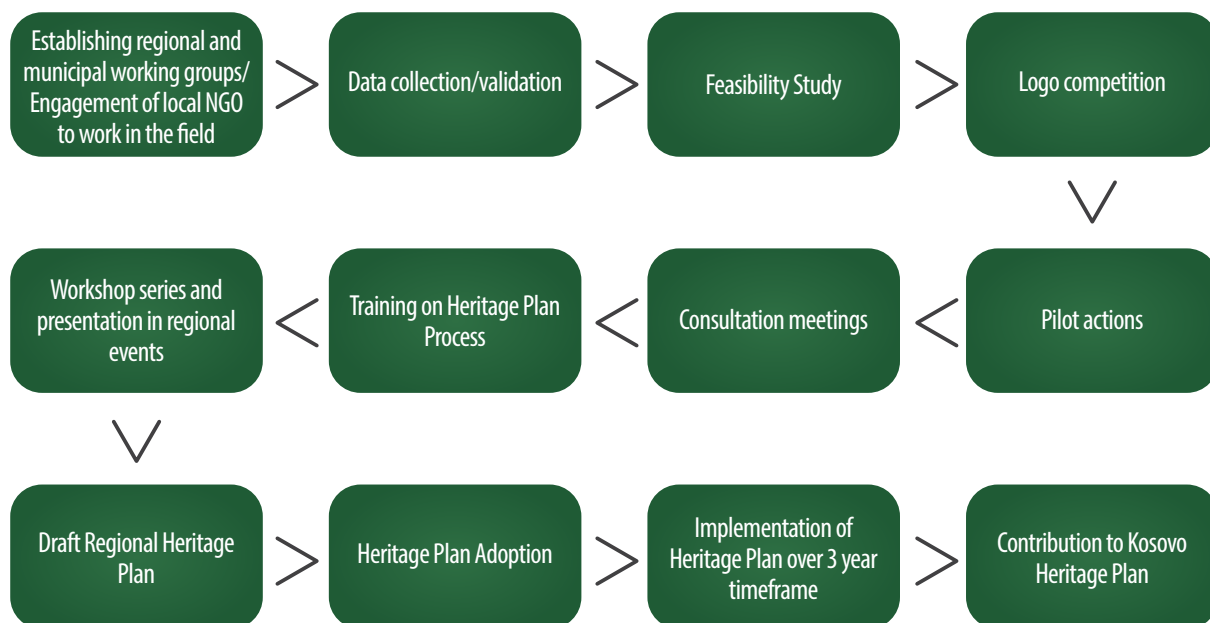 Establishing regional and
municipal working groups/
Engagement of local NGO
to work in the field
Data collection/validation
Feasibility Study
Logo competition
Pilot actions
Consultation meetings
Training on Heritage Plan
Process
Workshop series and
presentation in regional
events
Draft Regional Heritage
Plan
Heritage Plan Adoption
Implementation of
Heritage Plan over 3 year
timeframe
Contribution to Kosovo
Heritage Plan